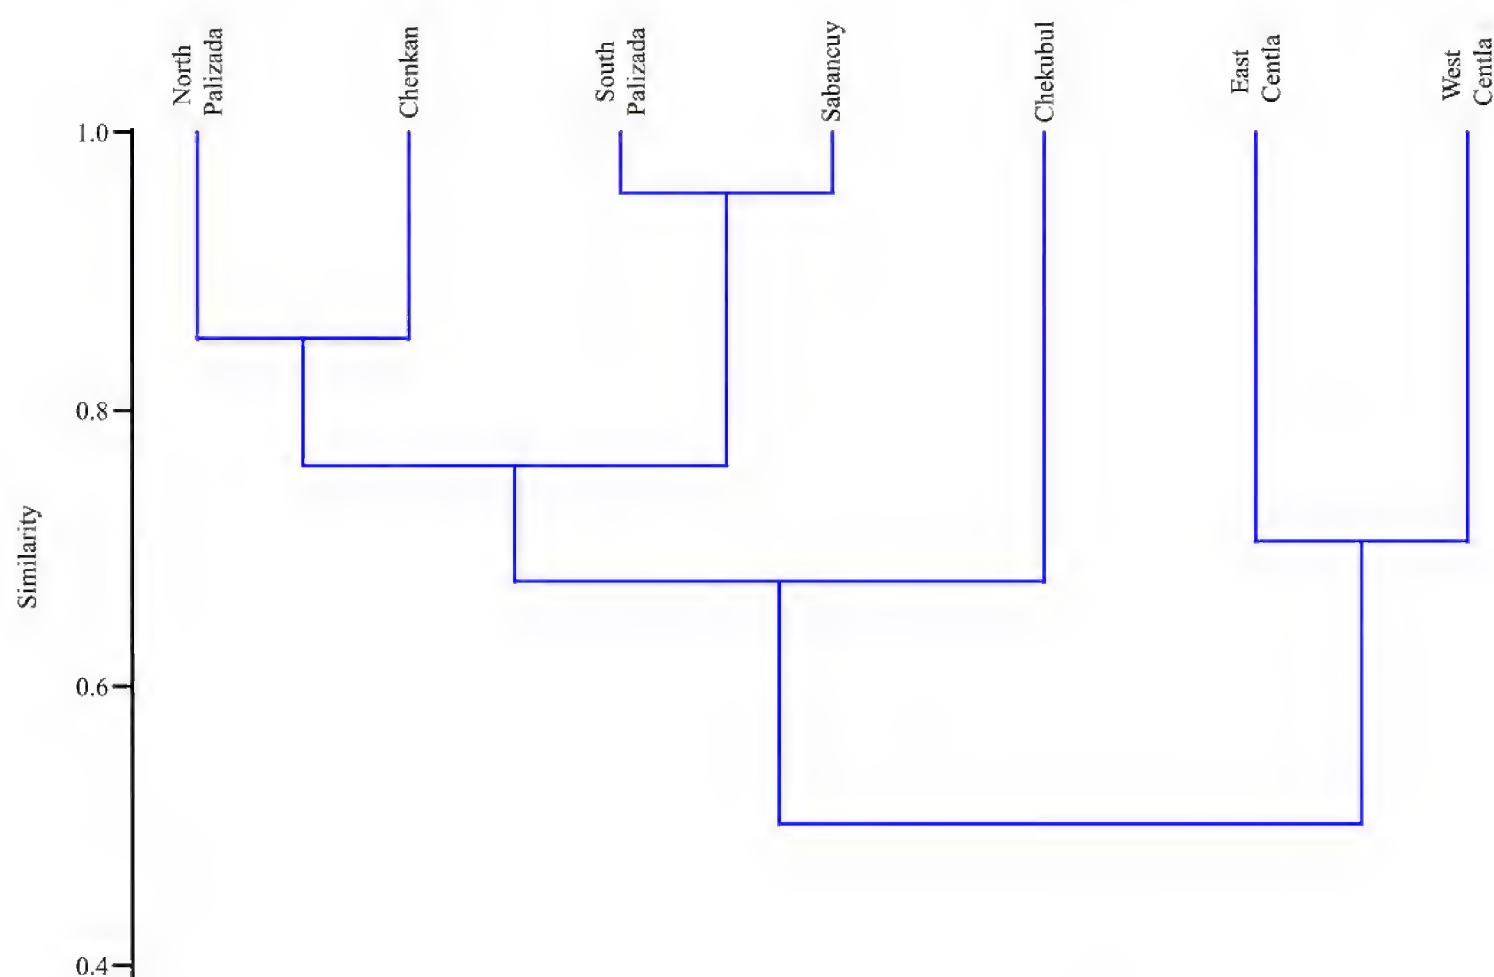 North
Palizada
Chenkan
South
Palizada
Sabancuy
Chekubul
East
Centla
West
Centla
1.0
0.8
Similarity
0.6
0.4